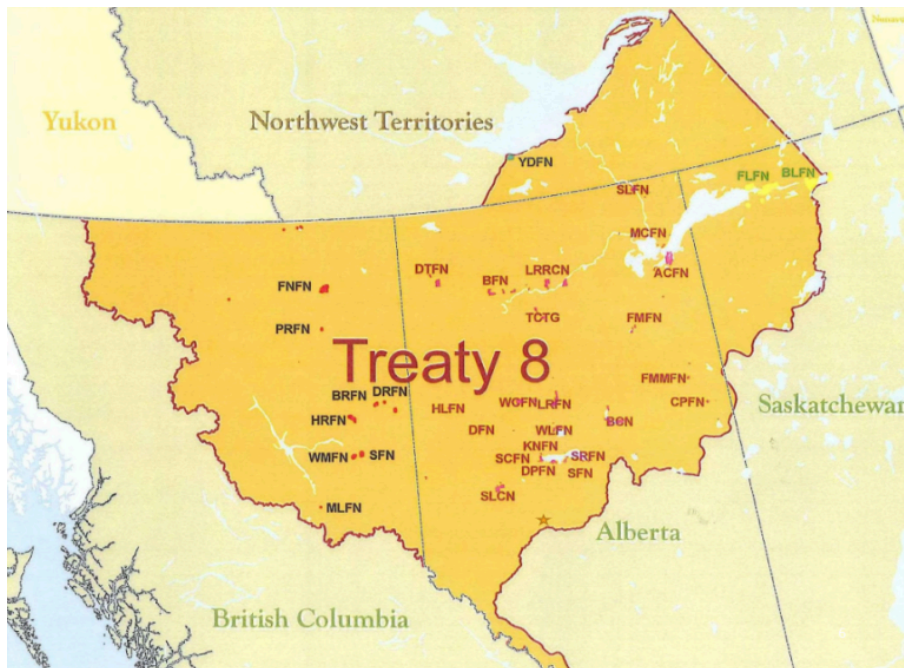 Nunavut
Yukon
Northwest Territories
YDFN
FLFN
BLFN
SLFN
MCFN
ACFN
DTFN
BFN
LRRCN
FNFN
TCTG
FMFN
PRFN
Treaty 8
FMMFN
CPFN
BRFN
DRFN
HLFN
WCFN
LRFN
Saskatchewan
HRFN
BCN
DFN
WLFN
KNFN
WMFN
SFN
SCFN
SRFN
DPFN
SFN
SLCN
MLFN
Alberta
British Columbia